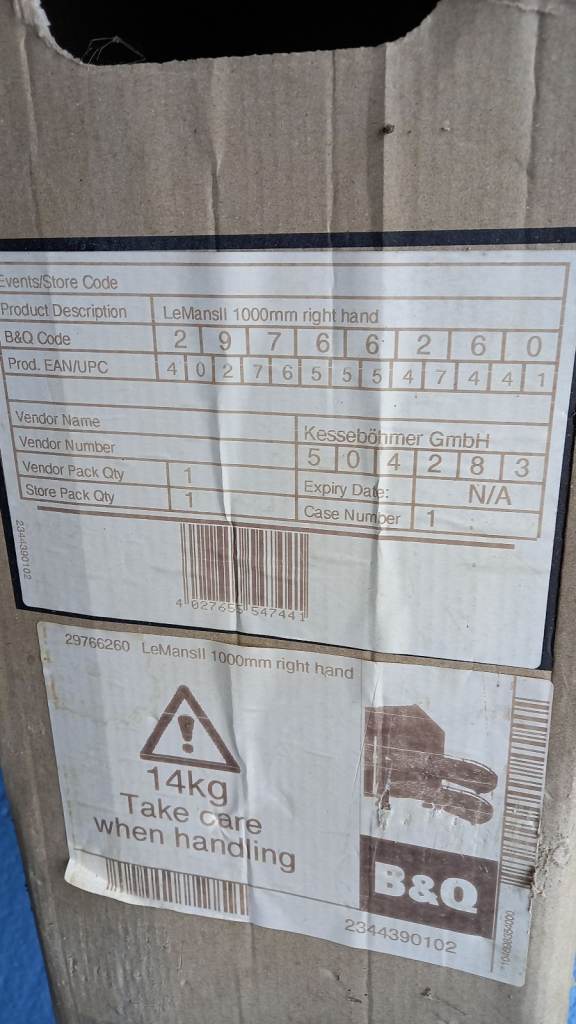 Events/Store Code
Product Description LeMansII 1000mm right hand
B&Q Code 2 9 7 6 6 2 6 0
Prod. EAN/UPC 4 0 2 7 6 5 5 5 4 7 4 4 1
Vendor Name Kesseböhmer GmbH
Vendor Number 5 0 4 2 8 3
Vendor Pack Qty 1 Expiry Date: N/A
Store Pack Qty 1 Case Number 1
2344390102
4 027655 547441
29766260 LeMansII 1000mm right hand
14kg
Take care
when handling
B&Q
2344390102